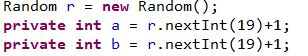 Random r = new Random();
private int a = r.nextInt(19)+1;
private int b = r.nextInt(19)+1;